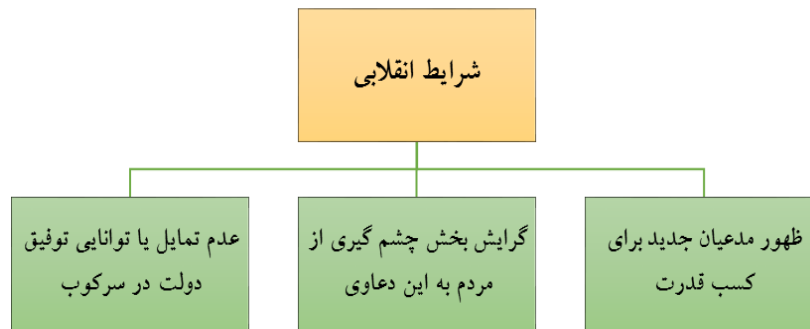 شرایط انقلابی
ظهور مدعیان جدید برای
کسب قدرت
گرایش بخش چشم گیری از
مردم به این دعاوی
عدم تمایل یا توانایی توفیق
دولت در سرکوب